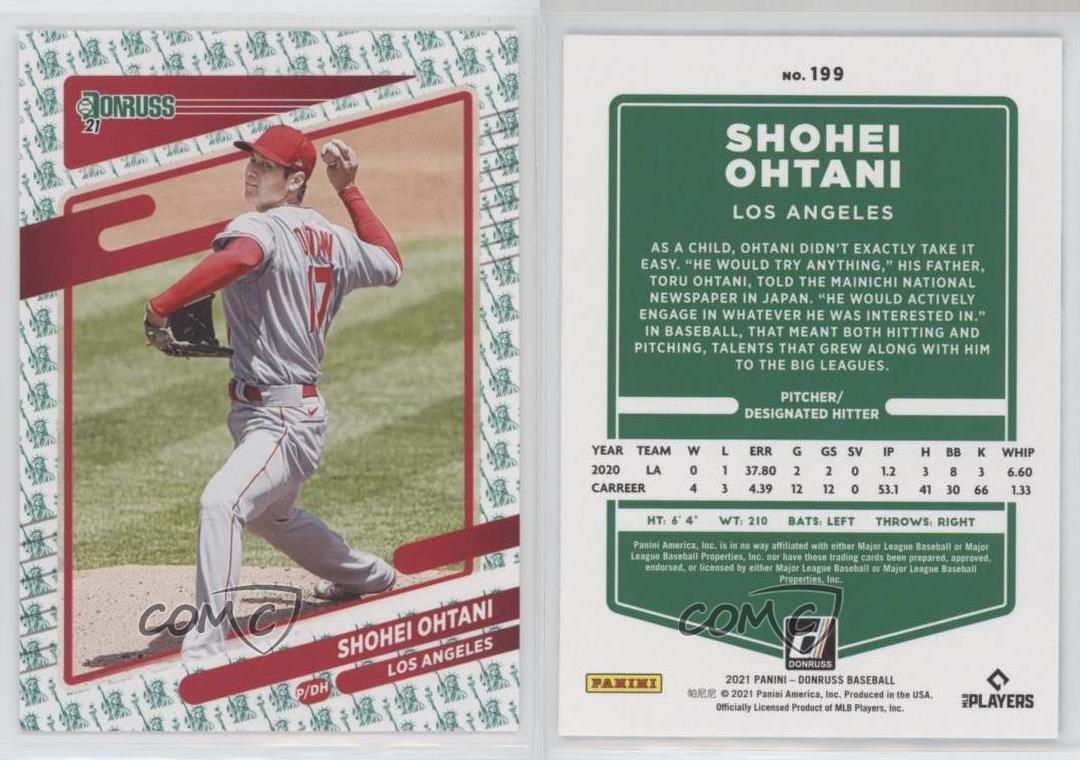 DONRUSS
21
OHTANI
17
SHOHEI OHTANI
P/DH LOS ANGELES
COMC
NO. 199
SHOHEI
OHTANI
LOS ANGELES
AS A CHILD, OHTANI DIDN'T EXACTLY TAKE IT
EASY. "HE WOULD TRY ANYTHING," HIS FATHER,
TORU OHTANI, TOLD THE MAINICHI NATIONAL
NEWSPAPER IN JAPAN. "HE WOULD ACTIVELY
ENGAGE IN WHATEVER HE WAS INTERESTED IN."
IN BASEBALL, THAT MEANT BOTH HITTING AND
PITCHING, TALENTS THAT GREW ALONG WITH HIM
TO THE BIG LEAGUES.
PITCHER/
DESIGNATED HITTER
YEAR TEAM W L ERR G GS SV IP H BB K WHIP
2020 LA 0 1 37.80 2 2 0 1.2 3 8 3 6.60
CARREER 4 3 4.39 12 12 0 53.1 41 30 66 1.33
HT: 6' 4" WT: 210 BATS: LEFT THROWS: RIGHT
Panini America, Inc. is in no way affiliated with either Major League Baseball or Major
League Baseball Properties, Inc. nor have these trading cards been prepared, approved,
endorsed, or licensed by either Major League Baseball or Major League Baseball
Properties, Inc.
COMC
DONRUSS
PANINI
2021 PANINI – DONRUSS BASEBALL
帕尼尼 © 2021 Panini America, Inc. Produced in the USA.
Officially Licensed Product of MLB Players, Inc.
MLB PLAYERS